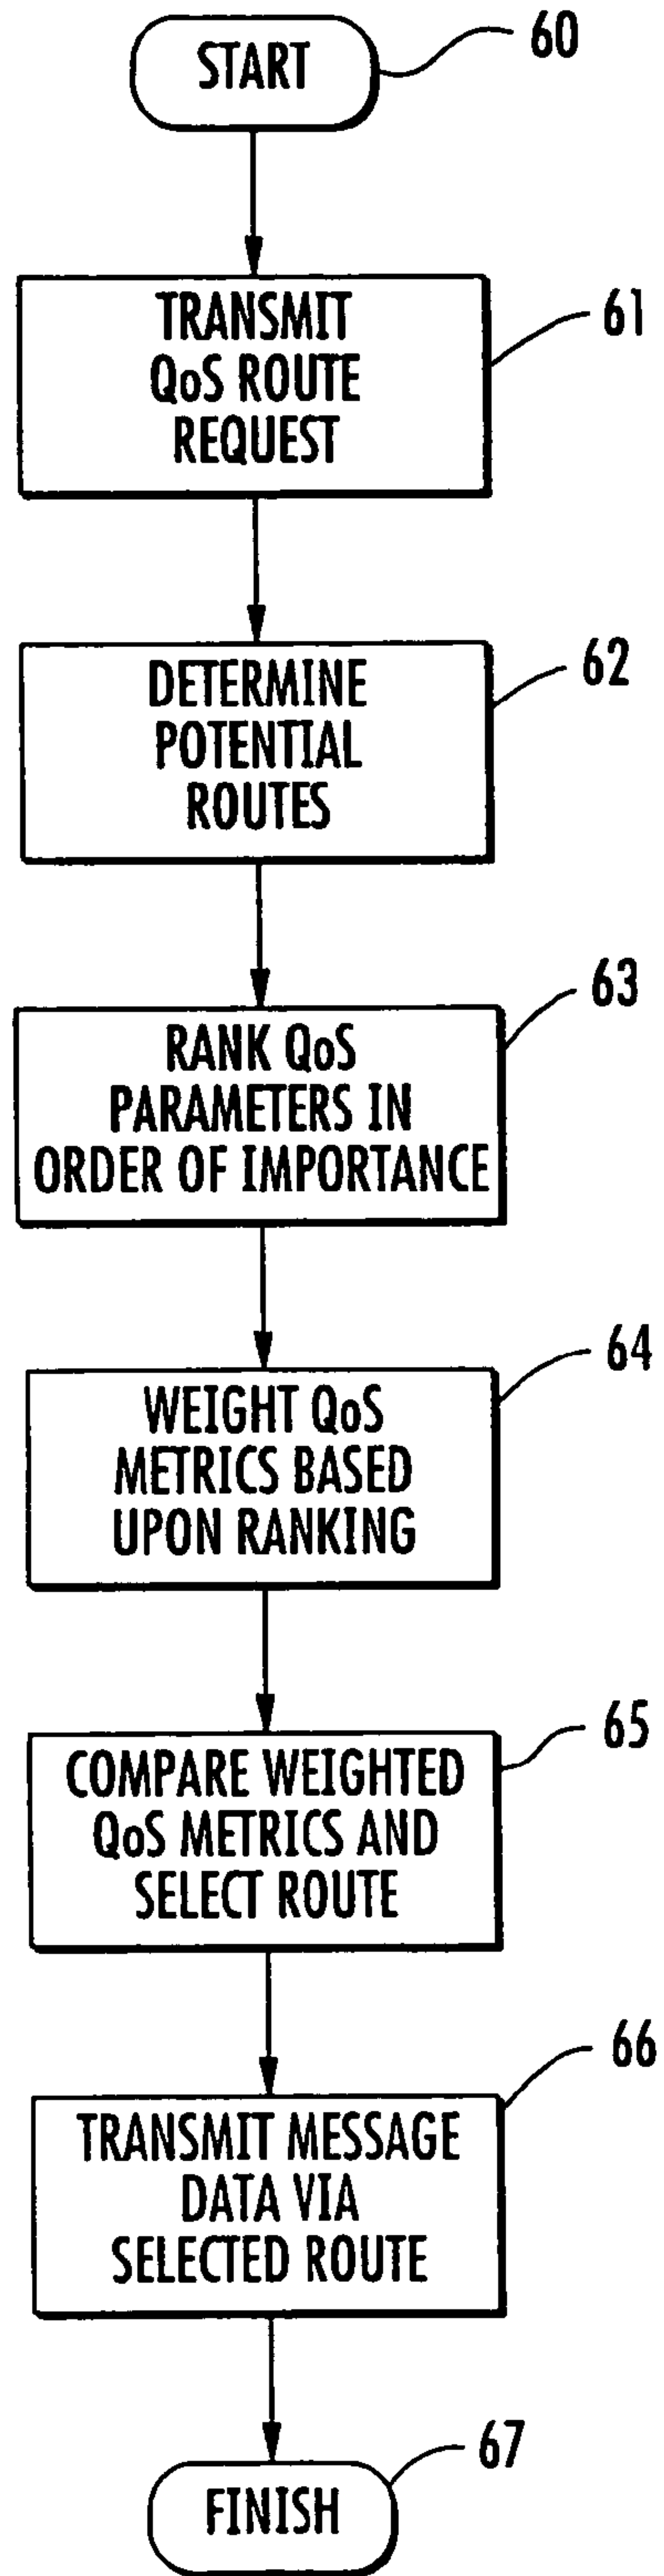 START
60
TRANSMIT
QoS ROUTE
REQUEST
61
DETERMINE
POTENTIAL
ROUTES
62
RANK QoS
PARAMETERS IN
ORDER OF IMPORTANCE
63
WEIGHT QoS
METRICS BASED
UPON RANKING
64
COMPARE WEIGHTED
QoS METRICS AND
SELECT ROUTE
65
TRANSMIT MESSAGE
DATA VIA
SELECTED ROUTE
66
FINISH
67